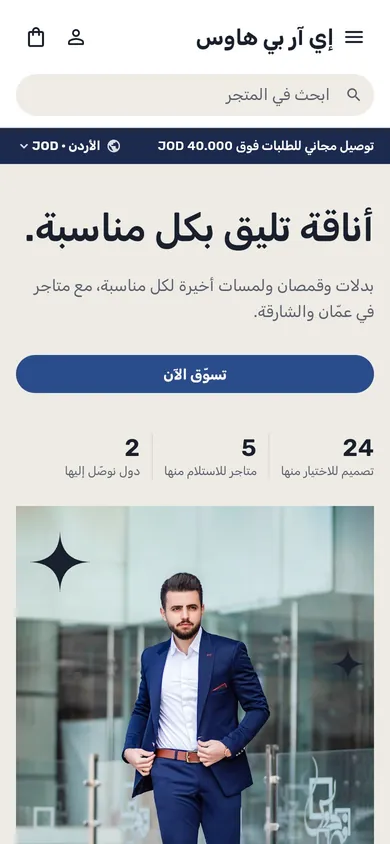 إي آر بي هاوس
ابحث في المتجر
توصيل مجاني للطلبات فوق 40.000 JOD
الأردن • JOD
أناقة تليق بكل مناسبة.
بدلات وقمصان ولمسات أخيرة لكل مناسبة، مع متاجر
في عمّان والشارقة.
تسوّق الآن
24
تصميم للاختيار منها
5
متاجر للاستلام منها
2
دول نوصّل إليها